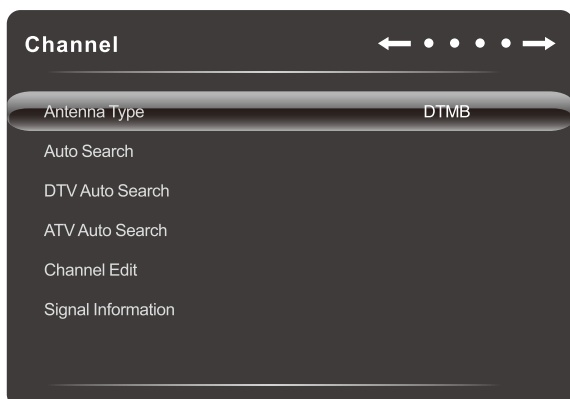 Channel
Antenna Type DTMB
Auto Search
DTV Auto Search
ATV Auto Search
Channel Edit
Signal Information